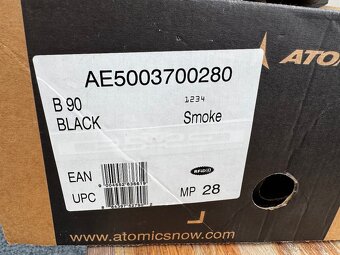 ATOM
AE5003700280
B 90
1234
BLACK
Smoke
EAN
UPC
RFID
MP 28
www.atomicsnow.com